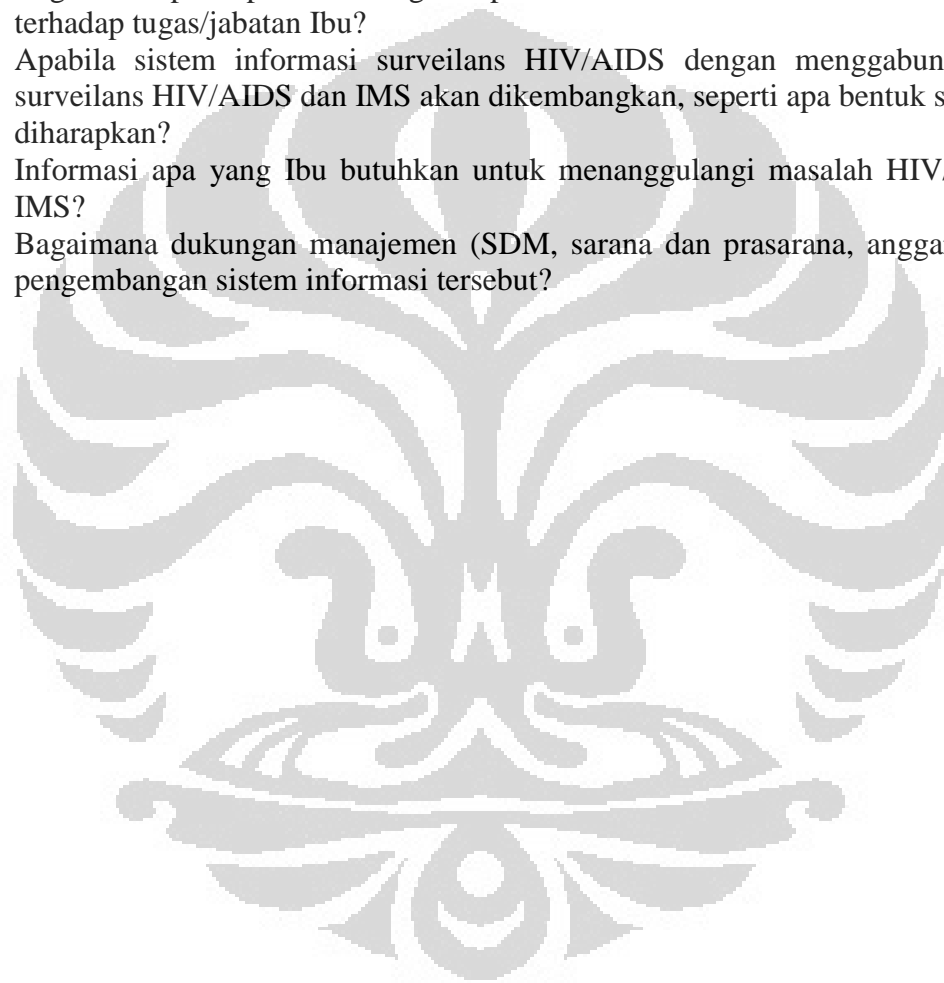 terhadap tugas/jabatan Ibu?
Apabila sistem informasi surveilans HIV/AIDS dengan menggabun
surveilans HIV/AIDS dan IMS akan dikembangkan, seperti apa bentuk s
diharapkan?
Informasi apa yang Ibu butuhkan untuk menanggulangi masalah HIV/
IMS?
Bagaimana dukungan manajemen (SDM, sarana dan prasarana, angga
pengembangan sistem informasi tersebut?